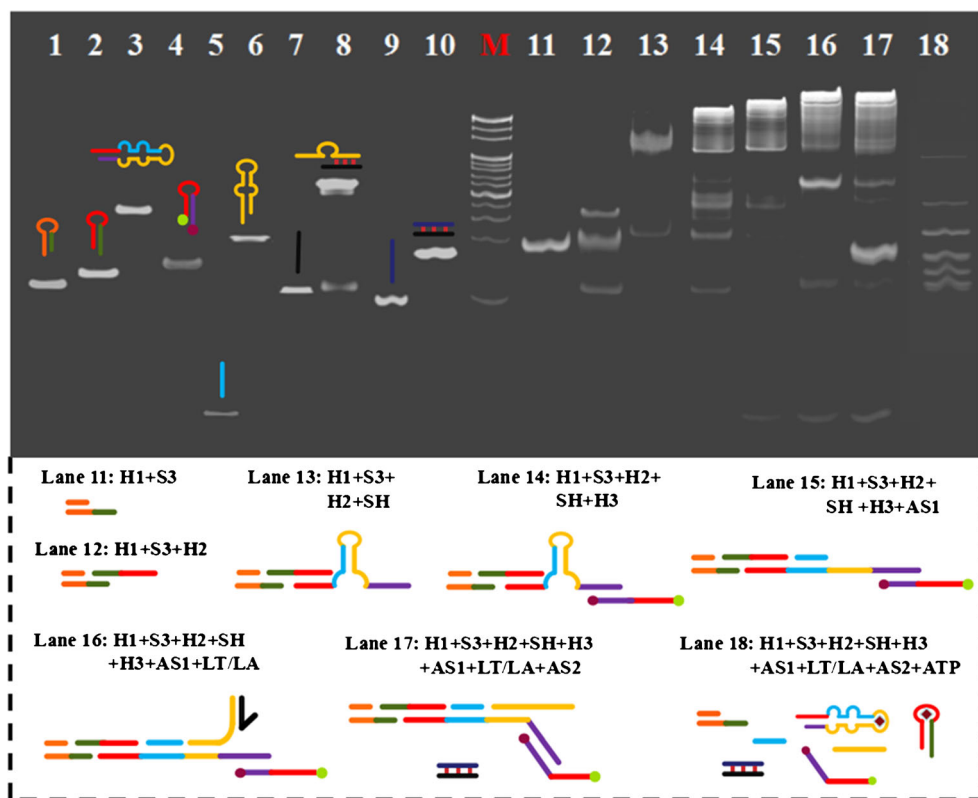 1 2 3 4 5 6 7 8 9 10 M 11 12 13 14 15 16 17 18
Lane 11: H1+S3
Lane 12: H1+S3+H2
Lane 13: H1+S3+
H2+SH
Lane 14: H1+S3+H2+
SH+H3
Lane 15: H1+S3+H2+
SH +H3+AS1
Lane 16: H1+S3+H2+SH
+H3+AS1+LT/LA
Lane 17: H1+S3+H2+SH+H3
+AS1+LT/LA+AS2
Lane 18: H1+S3+H2+SH+H3
+AS1+LT/LA+AS2+ATP